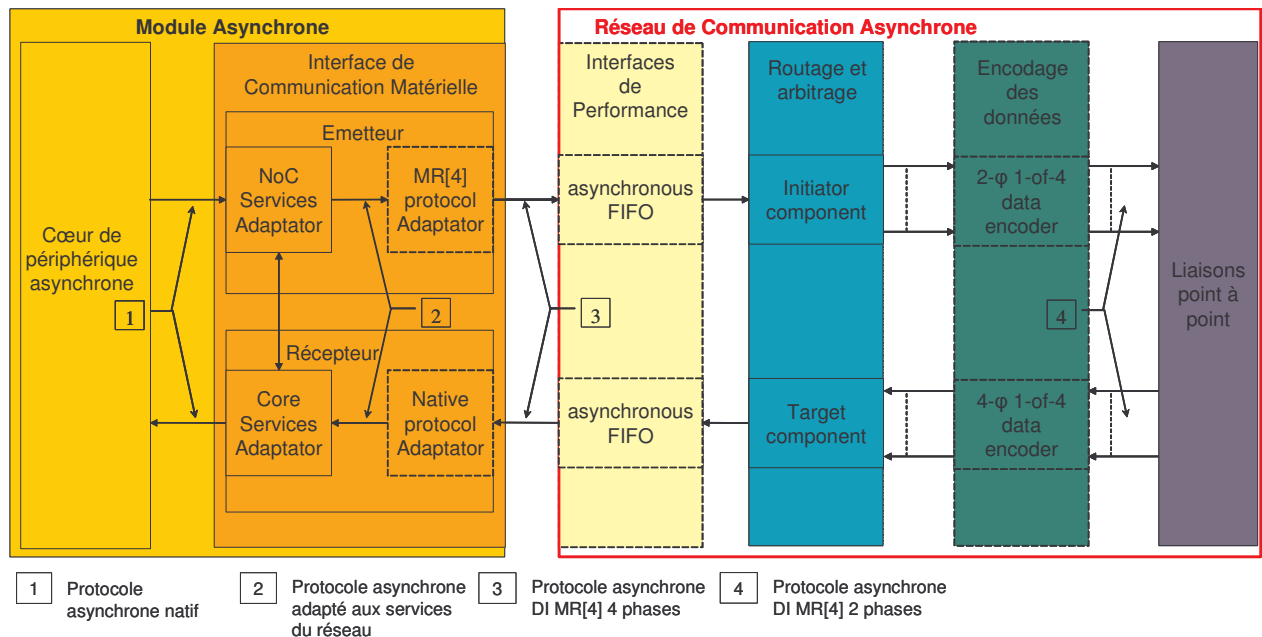 Module Asynchrone
Réseau de Communication Asynchrone
Interface de
Communication Matérielle
Interfaces
de
Performance
Routage et
arbitrage
Encodage
des
données
Emetteur
NoC
Services
Adaptator
MR[4]
protocol
Adaptator
asynchronous
FIFO
Initiator
component
2-φ 1-of-4
data
encoder
Cœur de
périphérique
asynchrone
Liaisons
point à
point
1
2
3
4
Récepteur
Core
Services
Adaptator
Native
protocol
Adaptator
asynchronous
FIFO
Target
component
4-φ 1-of-4
data
encoder
1
Protocole
asynchrone natif
2
Protocole asynchrone
adapté aux services
du réseau
3
Protocole asynchrone
DI MR[4] 4 phases
4
Protocole asynchrone
DI MR[4] 2 phases